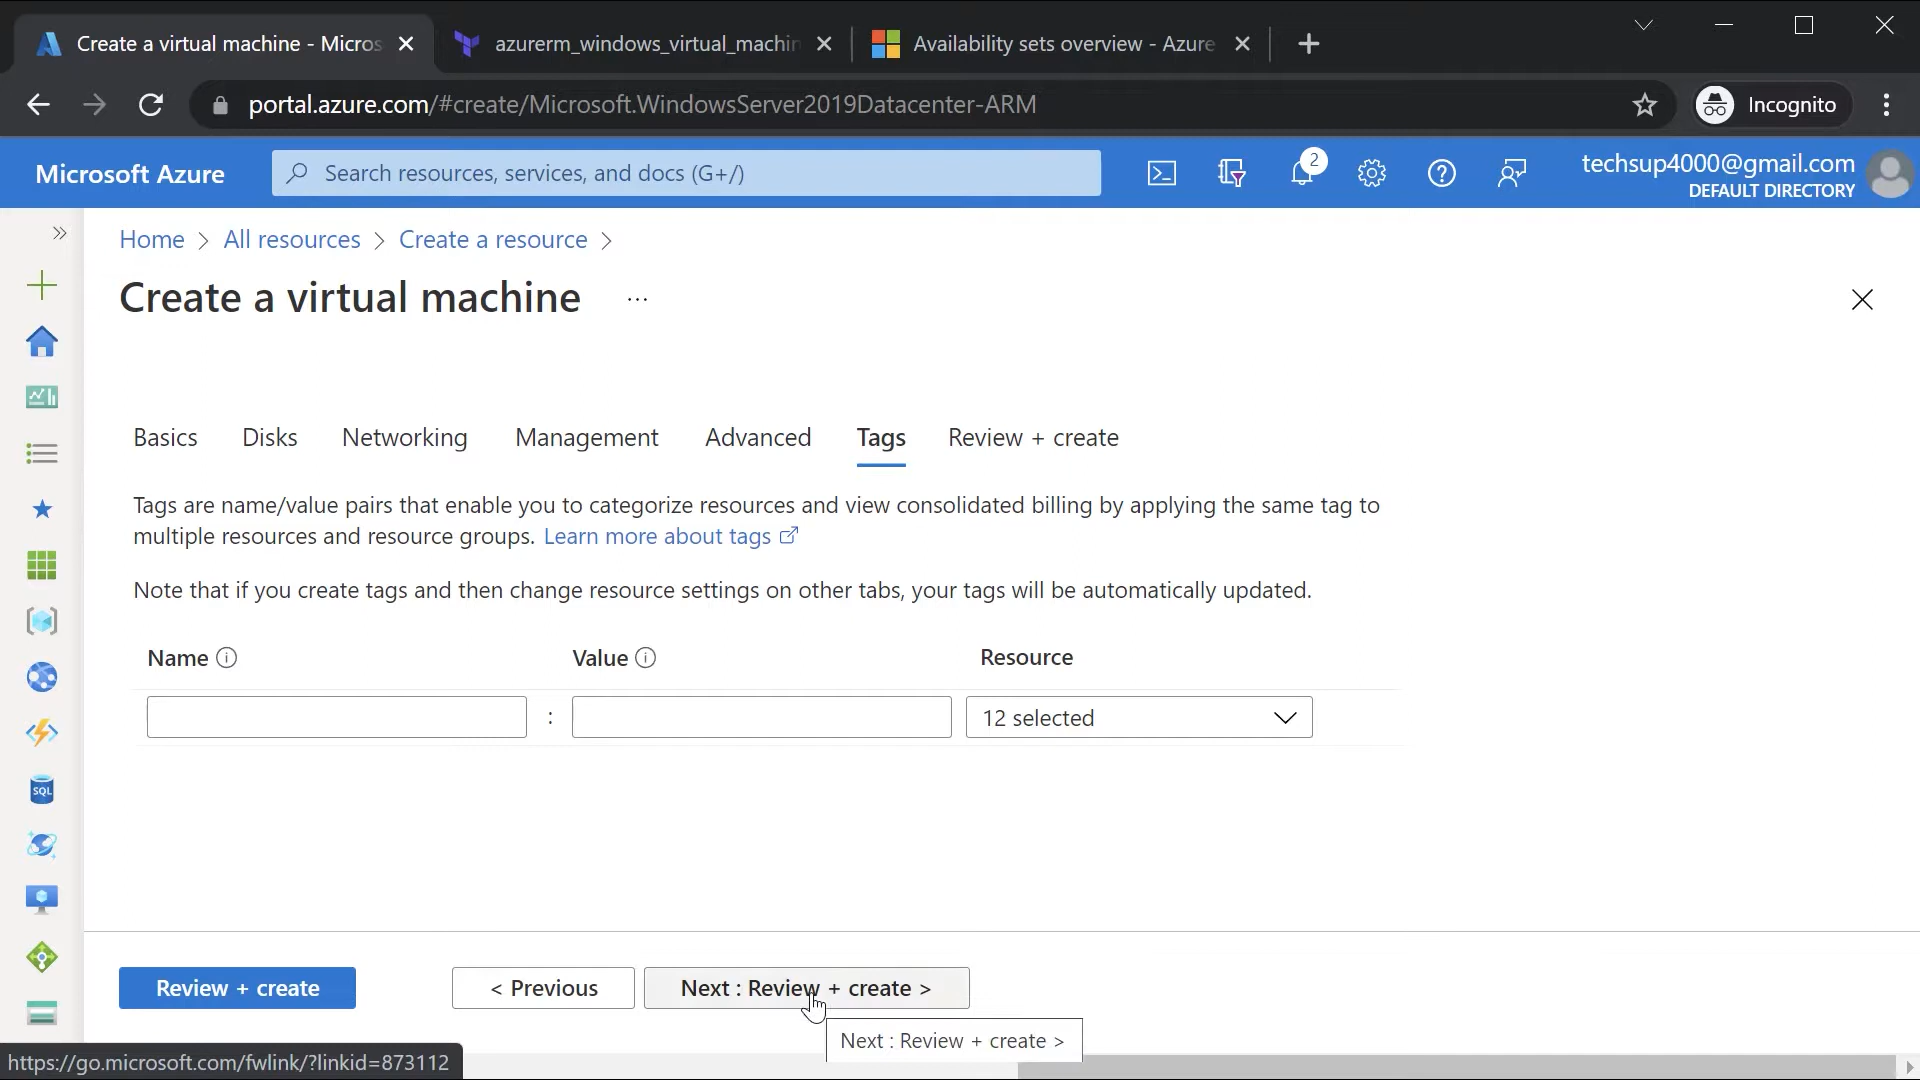 Create a virtual machine - Micros
azurerm_windows_virtual_machin
Availability sets overview - Azure
portal.azure.com/#create/Microsoft.WindowsServer2019Datacenter-ARM
Incognito
Microsoft Azure
Search resources, services, and docs (G+/)
2
techsup4000@gmail.com
DEFAULT DIRECTORY
Home > All resources > Create a resource >
Create a virtual machine ...
Basics
Disks
Networking
Management
Advanced
Tags
Review + create
Tags are name/value pairs that enable you to categorize resources and view consolidated billing by applying the same tag to
multiple resources and resource groups. Learn more about tags
Note that if you create tags and then change resource settings on other tabs, your tags will be automatically updated.
Name
Value
Resource
:
12 selected
SQL
Review + create
< Previous
Next : Review + create >
Next : Review + create >
https://go.microsoft.com/fwlink/?linkid=873112